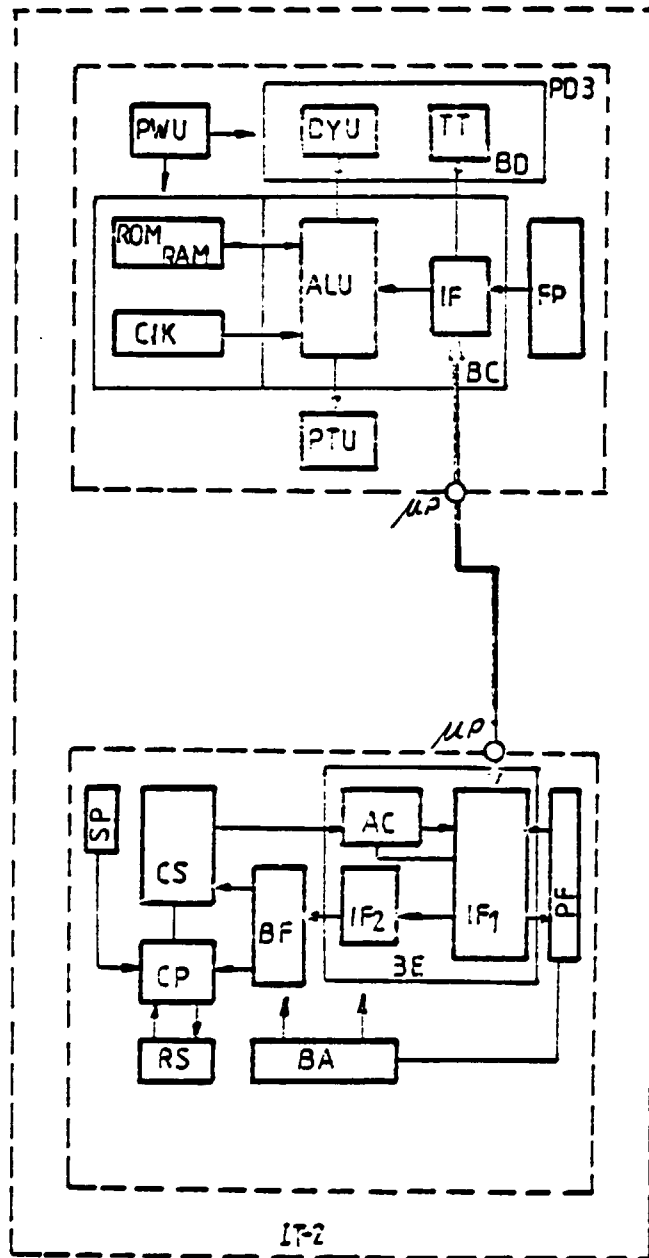 PD3
PWU
DYU
TT
BD
ROM
RAM
ALU
IF
FP
CIK
BC
PTU
μP
μP
SP
CS
AC
PF
BF
IF2
IF1
BE
CP
RS
BA
IT-2